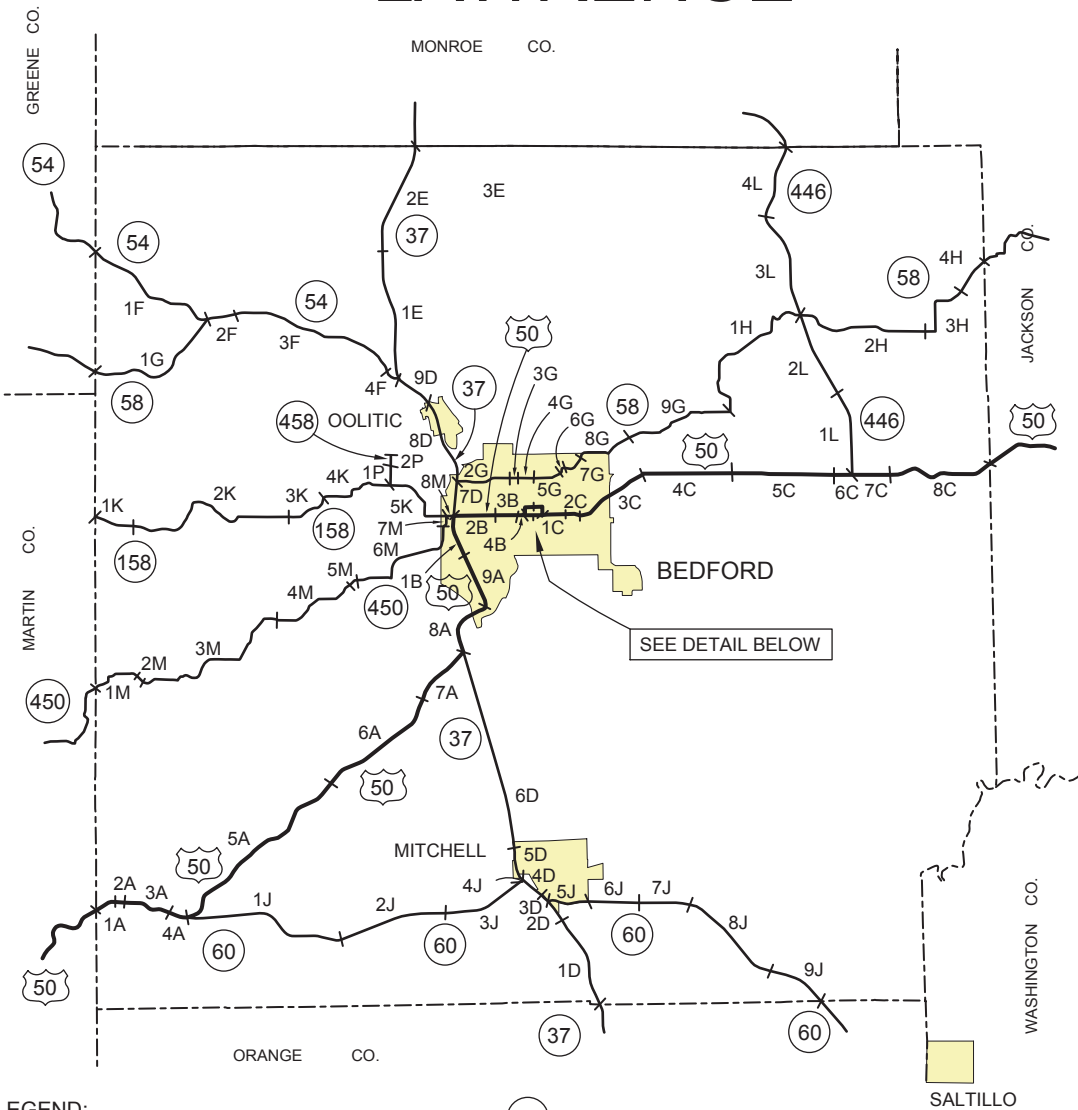 GREENE CO.
MONROE CO.
54
54
2E
3E
4L
446
37
1F
54
58
4H
JACKSON CO.
2F
3F
1E
3L
1H
2H
3H
1G
50
2L
58
4F
9D
37
3G
4G
6G
58
9G
446
50
458
OOLITIC
8D
8G
50
1L
2P
1P
2G
5G
7G
8M
7D
4K
5K
3K
2K
1K
158
158
3B
2B
4B
1C
2C
3C
4C
5C
6C
7C
8C
7M
6M
1B
50
9A
BEDFORD
MARTIN CO.
5M
4M
450
8A
SEE DETAIL BELOW
3M
2M
1M
450
7A
37
6A
50
6D
5A
50
MITCHELL
5D
4D
4J
5J
6J
7J
2A
3A
1J
2J
3J
3D
2D
1A
4A
60
60
60
8J
50
1D
9J
37
60
WASHINGTON CO.
ORANGE CO.
SALTILLO